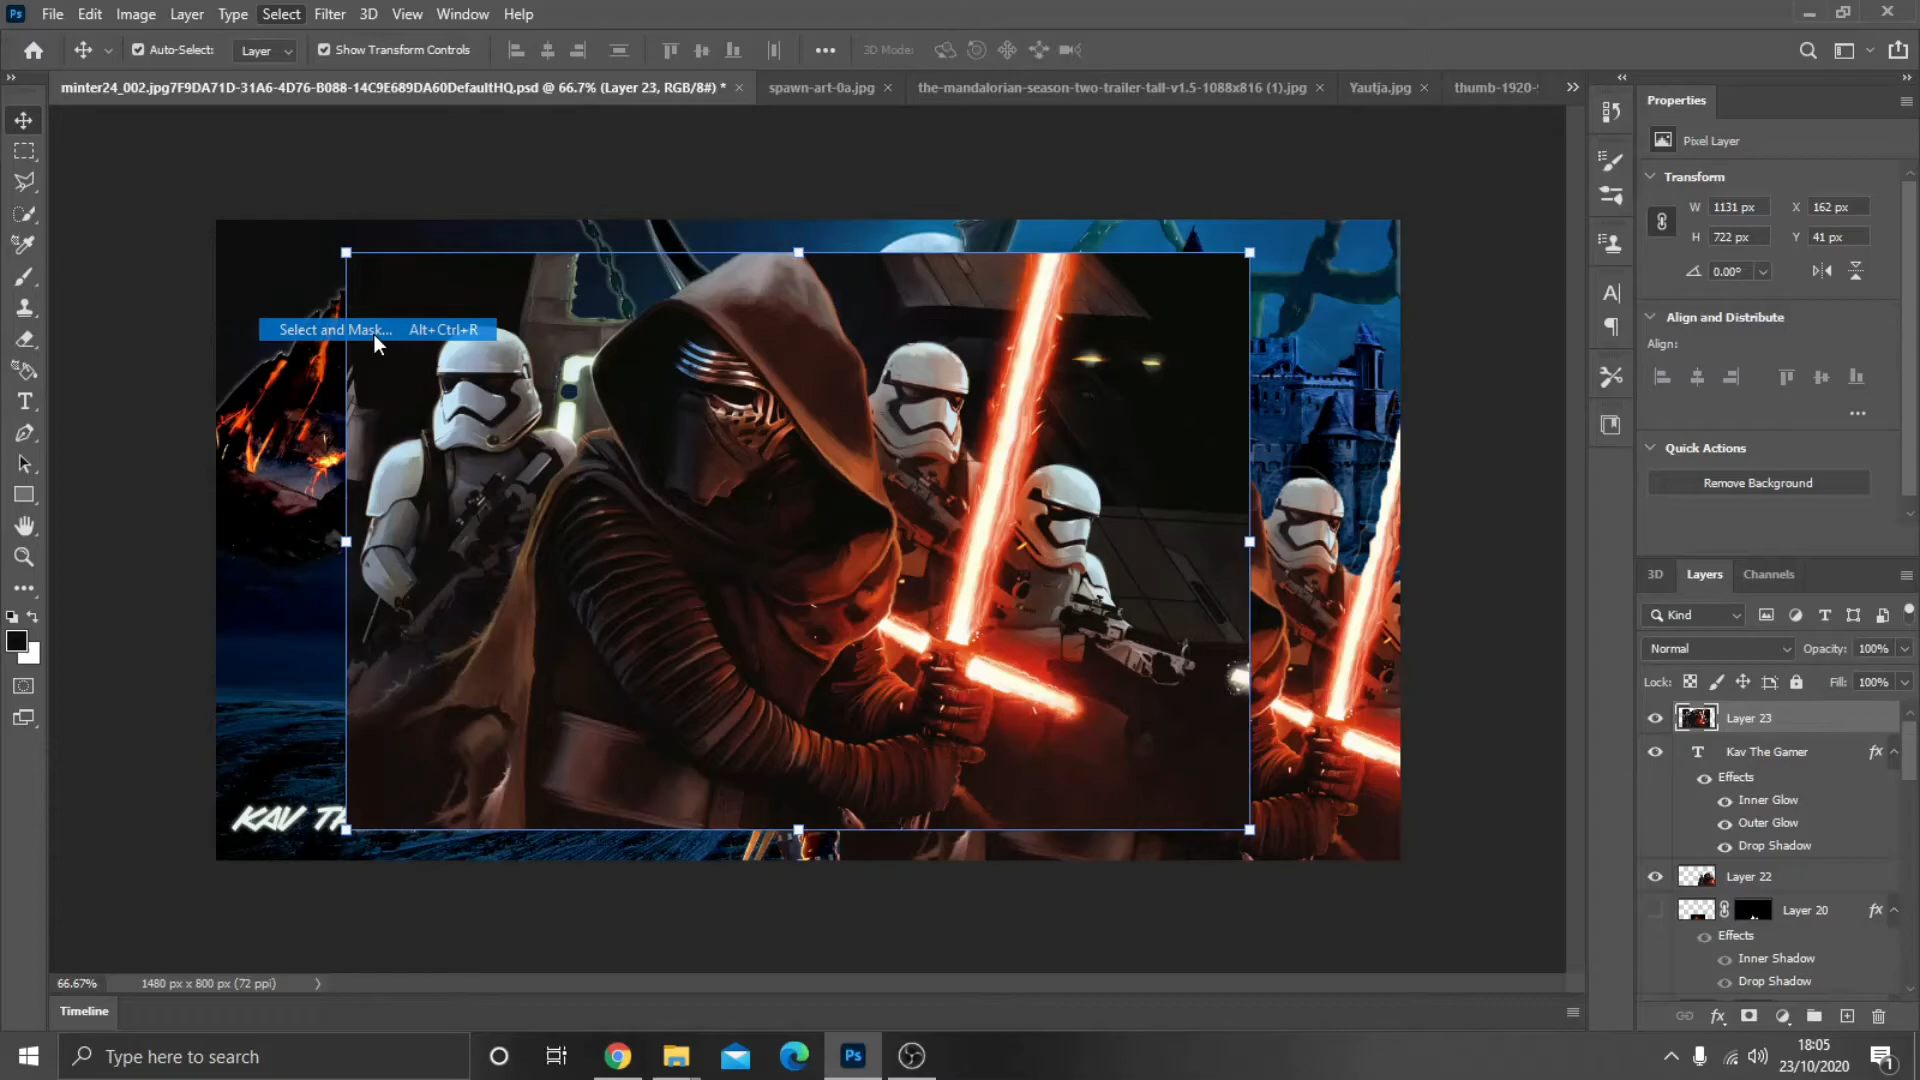 Ps File Edit Image Layer Type Select Filter 3D View Window Help
Auto-Select: Layer Show Transform Controls 3D Mode:
minter24_002.jpg7F9DA71D-31A6-4D76-B088-14C9E689DA60DefaultHQ.psd @ 66.7% (Layer 23, RGB/8#) * × spawn-art-0a.jpg × the-mandalorian-season-two-trailer-tall-v1.5-1088x816 (1).jpg × Yautja.jpg × thumb-1920-
Properties
Pixel Layer
Transform
W 1131 px X 162 px
H 722 px Y 41 px
0.00°
Select and Mask... Alt+Ctrl+R
Align and Distribute
Align:
Quick Actions
Remove Background
3D Layers Channels
Kind
Normal Opacity: 100%
Lock: Fill: 100%
Layer 23
T Kav The Gamer fx
Effects
Inner Glow
Outer Glow
Drop Shadow
KAV
Layer 22
Layer 20 fx
Effects
Inner Shadow
Drop Shadow
66.67% 1480 px x 800 px (72 ppi)
Timeline
Type here to search
Ps
18:05
23/10/2020
1